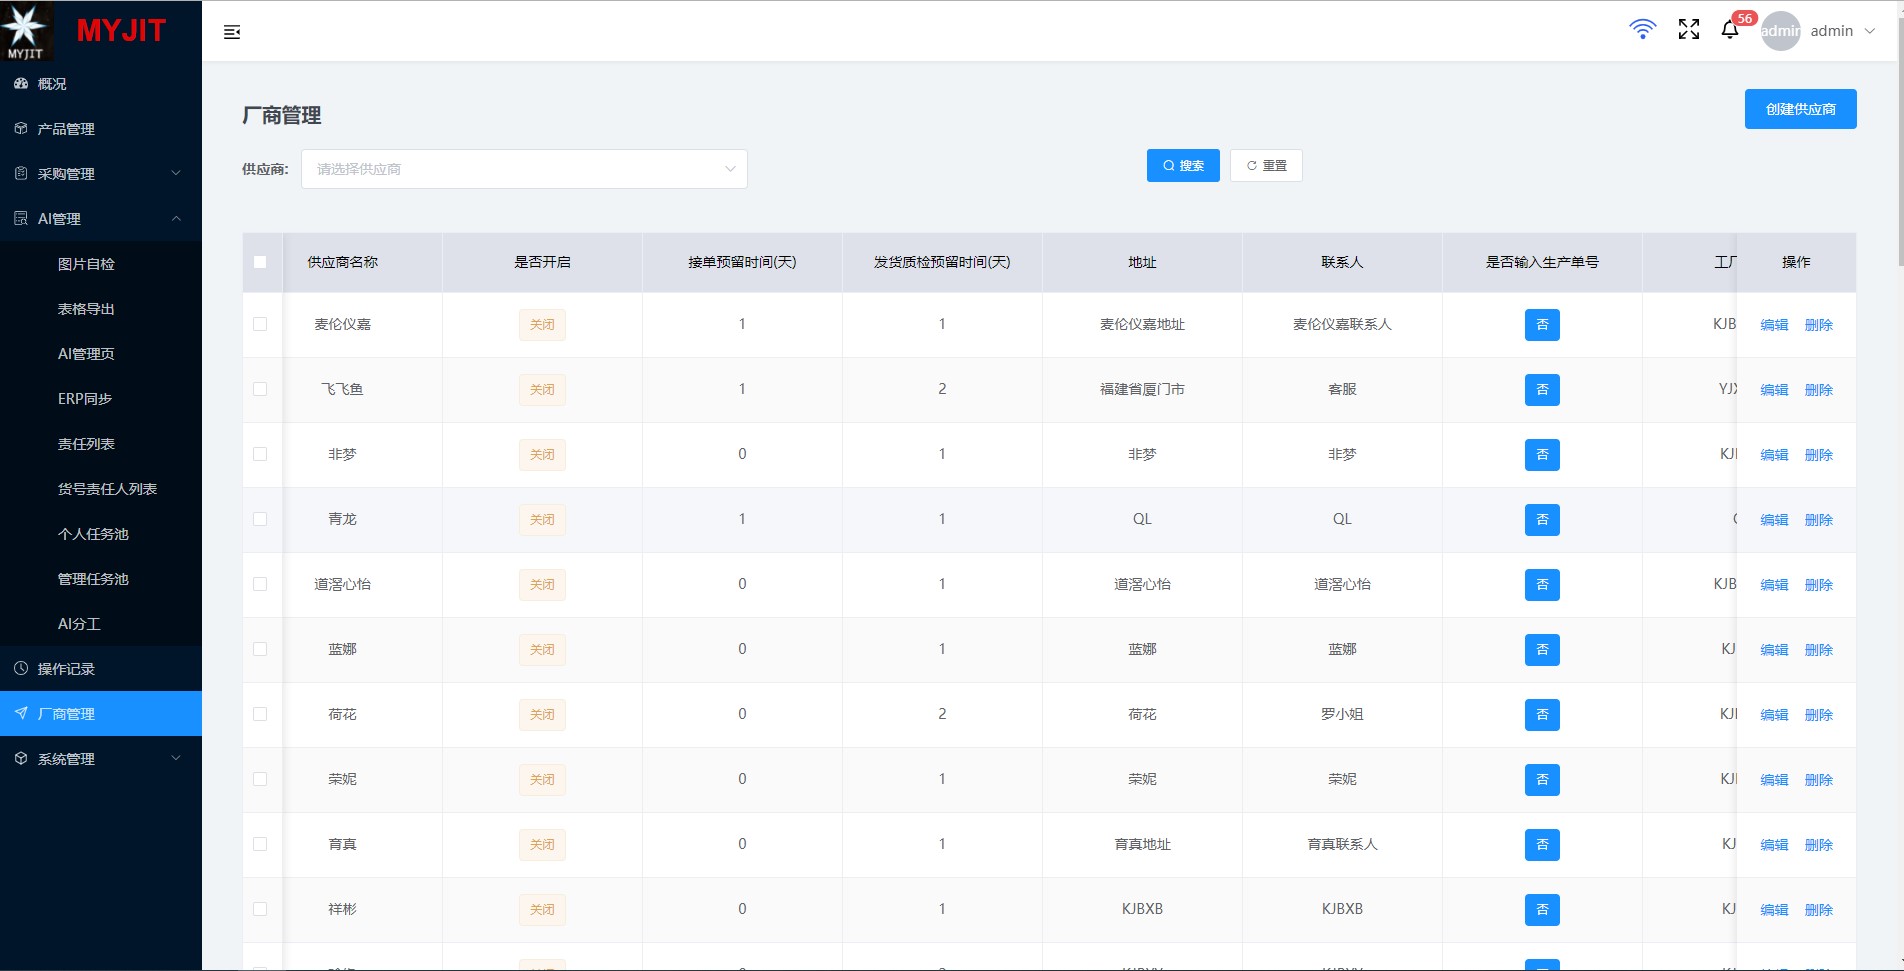 MYJIT
MYJIT
56
admin
admin
概况
产品管理
采购管理
AI管理
图片自检
表格导出
AI管理页
ERP同步
责任列表
货号责任人列表
个人任务池
管理任务池
AI分工
操作记录
厂商管理
系统管理
厂商管理
创建供应商
供应商:
请选择供应商
搜索
重置
供应商名称 是否开启 接单预留时间(天) 发货质检预留时间(天) 地址 联系人 是否输入生产单号 工厂 操作
麦伦仪嘉 关闭 1 1 麦伦仪嘉地址 麦伦仪嘉联系人 否 KJB 编辑 删除
飞飞鱼 关闭 1 2 福建省厦门市 客服 否 YJX 编辑 删除
非梦 关闭 0 1 非梦 非梦 否 KJ 编辑 删除
青龙 关闭 1 1 QL QL 否 编辑 删除
道滘心怡 关闭 0 1 道滘心怡 道滘心怡 否 KJB 编辑 删除
蓝娜 关闭 0 1 蓝娜 蓝娜 否 KJ 编辑 删除
荷花 关闭 0 2 荷花 罗小姐 否 KJ 编辑 删除
荣妮 关闭 0 1 荣妮 荣妮 否 KJ 编辑 删除
育真 关闭 0 1 育真地址 育真联系人 否 KJ 编辑 删除
祥彬 关闭 0 1 KJBXB KJBXB 否 KJ 编辑 删除